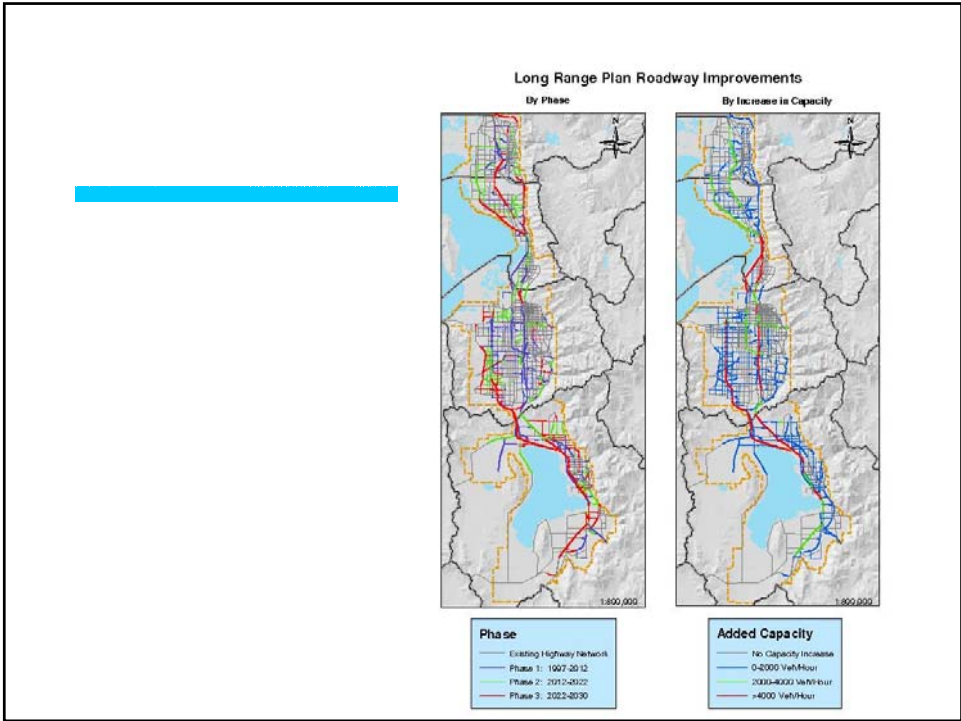 Long Range Plan Roadway Improvements
By Phase
By Increase in Capacity
N
N
1:800,000
1:800,000
Phase
Existing Highway Network
Phase 1: 1997-2012
Phase 2: 2012-2022
Phase 3: 2022-2030
Added Capacity
No Capacity Increase
0-2000 Veh/Hour
2000-4000 Veh/Hour
>4000 Veh/Hour